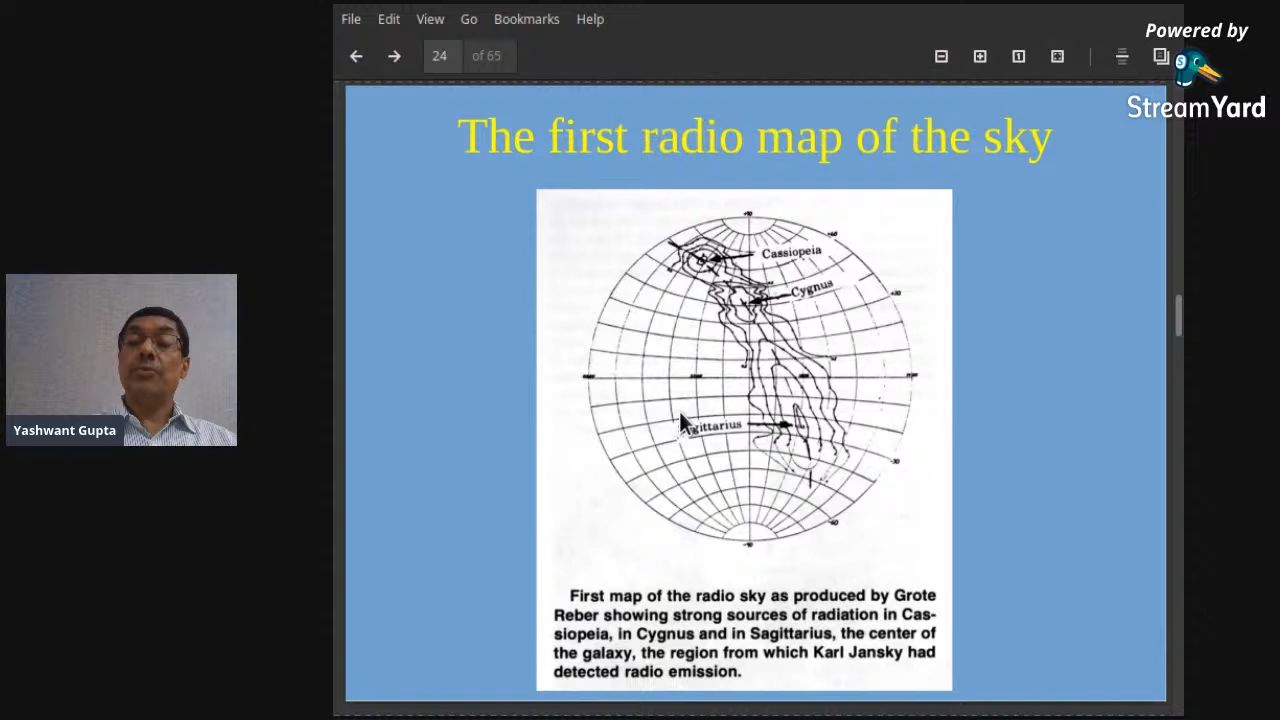 File Edit View Go Bookmarks Help
24 of 65
Powered by
StreamYard
The first radio map of the sky
Cassiopeia
Cygnus
Yashwant Gupta
First map of the radio sky as produced by Grote
Reber showing strong sources of radiation in Cas-
siopeia, in Cygnus and in Sagittarius, the center of
the galaxy, the region from which Karl Jansky had
detected radio emission.